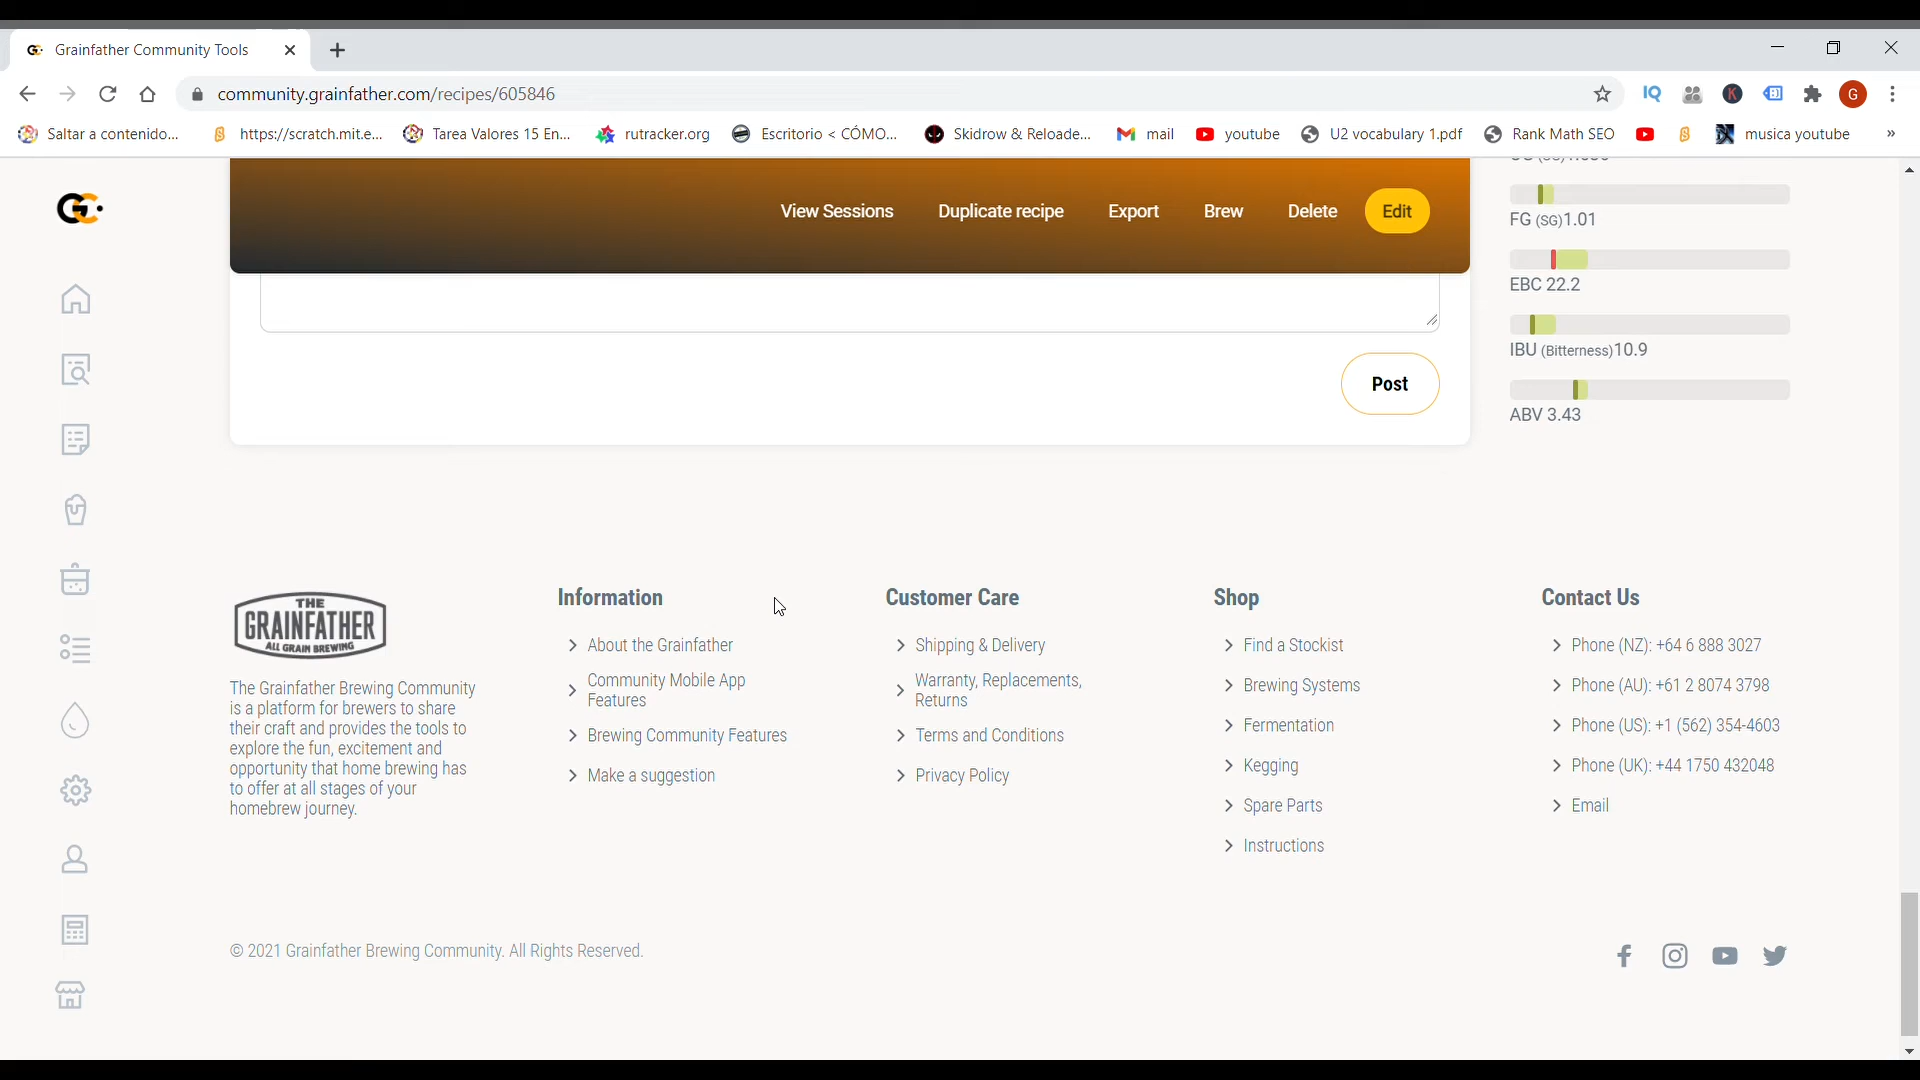 Grainfather Community Tools
community.grainfather.com/recipes/605846
IQ
K
G
Saltar a contenido...
https://scratch.mit.e...
Tarea Valores 15 En...
rutracker.org
Escritorio < CÓMO...
Skidrow & Reloade...
mail
youtube
U2 vocabulary 1.pdf
Rank Math SEO
musica youtube
»
View Sessions
Duplicate recipe
Export
Brew
Delete
Edit
FG (SG)1.01
EBC 22.2
IBU (Bitterness)10.9
ABV 3.43
Post
THE
GRAINFATHER
ALL GRAIN BREWING
The Grainfather Brewing Community
is a platform for brewers to share
their craft and provides the tools to
explore the fun, excitement and
opportunity that home brewing has
to offer at all stages of your
homebrew journey.
Information
About the Grainfather
Community Mobile App
Features
Brewing Community Features
Make a suggestion
Customer Care
Shipping & Delivery
Warranty, Replacements,
Returns
Terms and Conditions
Privacy Policy
Shop
Find a Stockist
Brewing Systems
Fermentation
Kegging
Spare Parts
Instructions
Contact Us
Phone (NZ): +64 6 888 3027
Phone (AU): +61 2 8074 3798
Phone (US): +1 (562) 354-4603
Phone (UK): +44 1750 432048
Email
© 2021 Grainfather Brewing Community. All Rights Reserved.